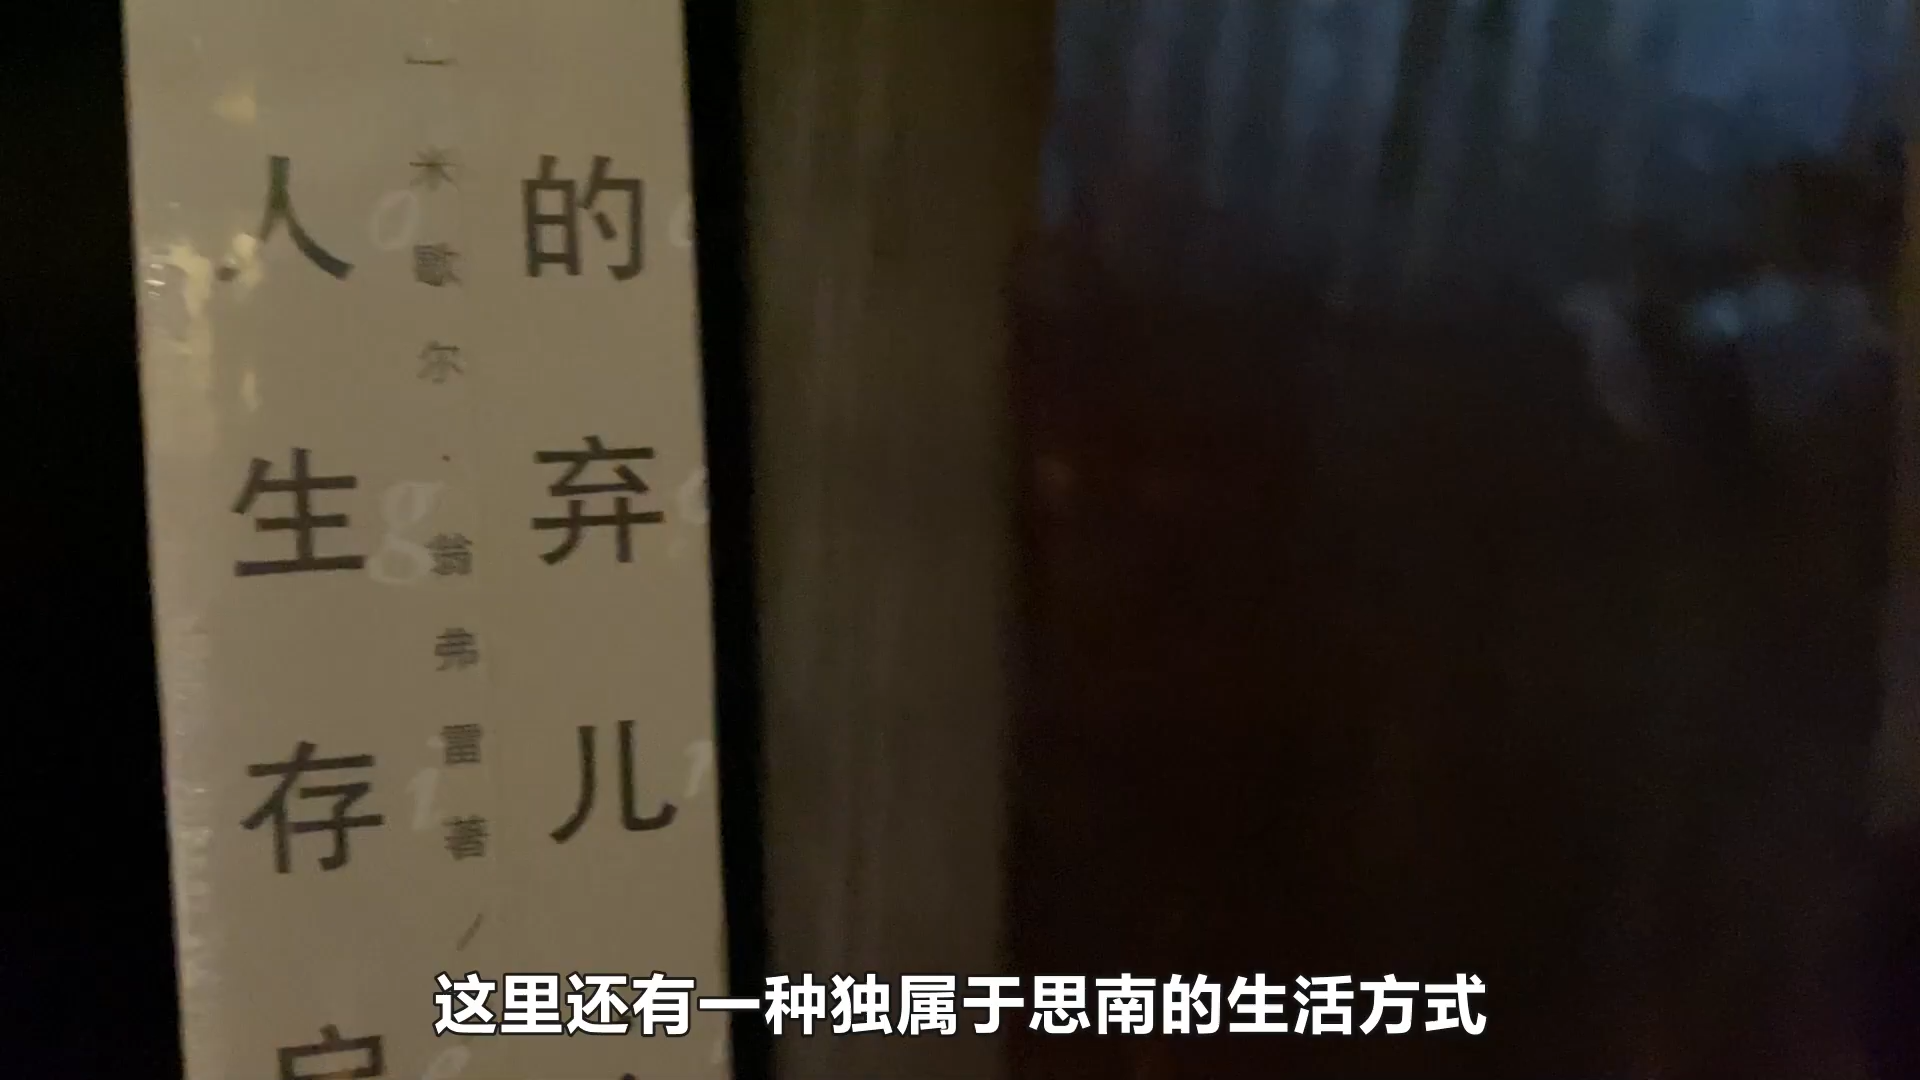 的弃儿
一米歇尔·翁弗雷著/
人生存
这里还有一种独属于思南的生活方式